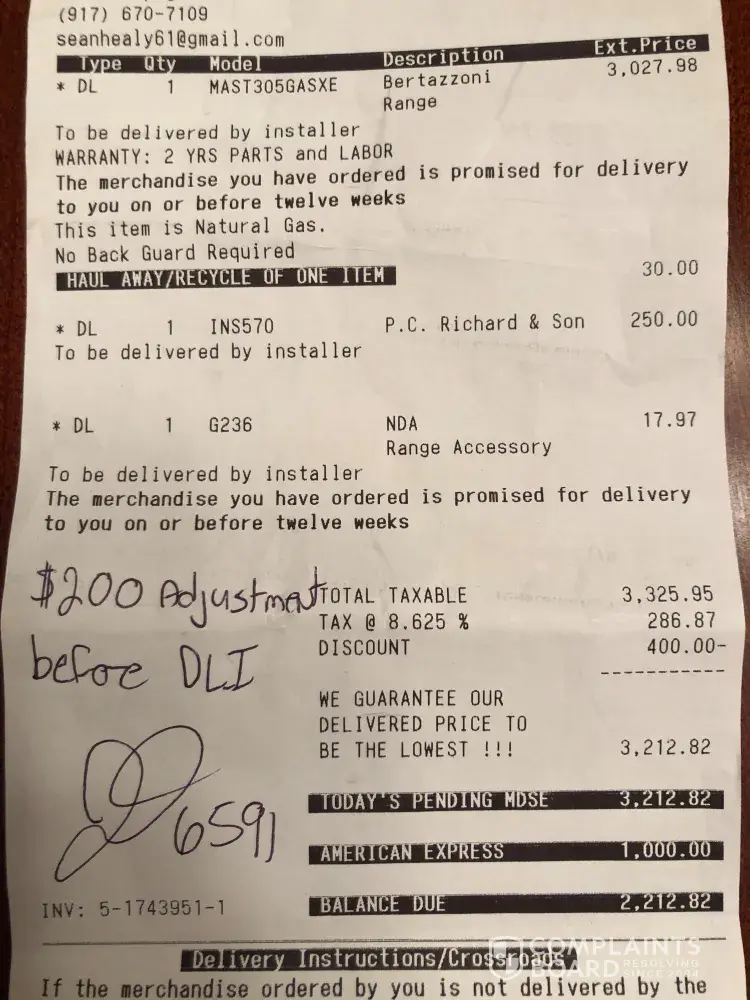 (917) 670-7109
seanhealy61@gmail.com
Type Qty Model Description Ext.Price
* DL 1 MAST305GASXE Bertazzoni 3,027.98
Range
To be delivered by installer
WARRANTY: 2 YRS PARTS and LABOR
The merchandise you have ordered is promised for delivery
to you on or before twelve weeks
This item is Natural Gas.
No Back Guard Required
HAUL AWAY/RECYCLE OF ONE ITEM 30.00
* DL 1 INS570 P.C. Richard & Son 250.00
To be delivered by installer
* DL 1 G236 NDA 17.97
Range Accessory
To be delivered by installer
The merchandise you have ordered is promised for delivery
to you on or before twelve weeks
$200 Adjustment
before DLI
6591
TOTAL TAXABLE 3,325.95
TAX @ 8.625 % 286.87
DISCOUNT 400.00-
------------
WE GUARANTEE OUR
DELIVERED PRICE TO
BE THE LOWEST !!! 3,212.82
TODAY'S PENDING MDSE 3,212.82
AMERICAN EXPRESS 1,000.00
INV: 5-1743951-1
BALANCE DUE 2,212.82
Delivery Instructions/Crossroads
If the merchandise ordered by you is not delivered by the
COMPLAINTS
BOARD RESOLVING
SINCE 2004